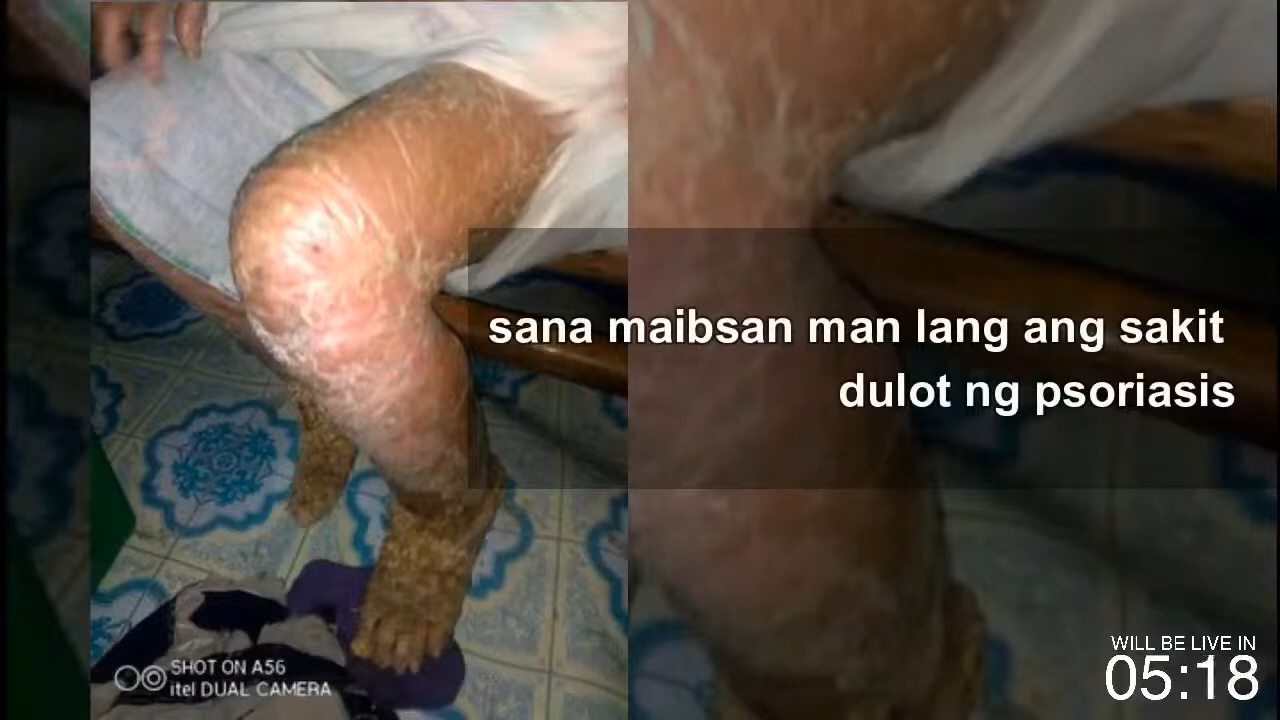 sana maibsan man lang ang sakit
dulot ng psoriasis
WILL BE LIVE IN
05:18
SHOT ON A56
itel DUAL CAMERA